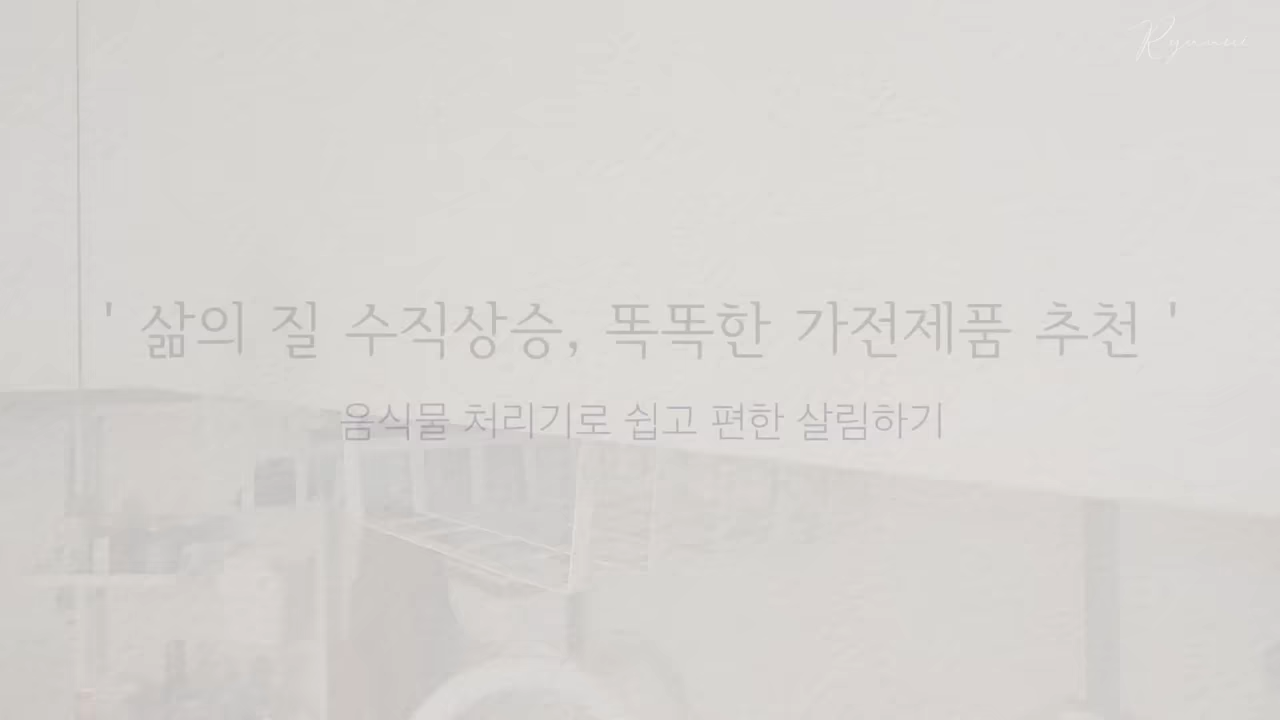 ' 삶의 질 수직상승, 똑똑한 가전제품 추천 '
음식물 처리기로 쉽고 편한 살림하기